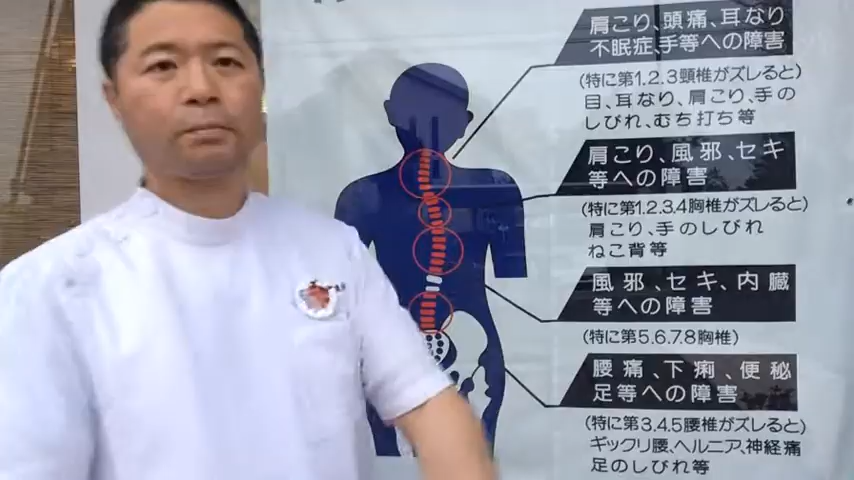 肩こり、頭痛、耳なり
不眠症、手等への障害
(特に第1.2.3頸椎がズレると)
目、耳なり、肩こり、手の
しびれ、むち打ち等
肩こり、風邪、セキ
等への障害
(特に第1.2.3.4胸椎がズレると)
肩こり、手のしびれ
ねこ背等
風邪、セキ、内臓
等への障害
(特に第5.6.7.8胸椎)
腰痛、下痢、便秘
足等への障害
(特に第3.4.5腰椎がズレると)
ギックリ腰、ヘルニア、神経痛
足のしびれ等